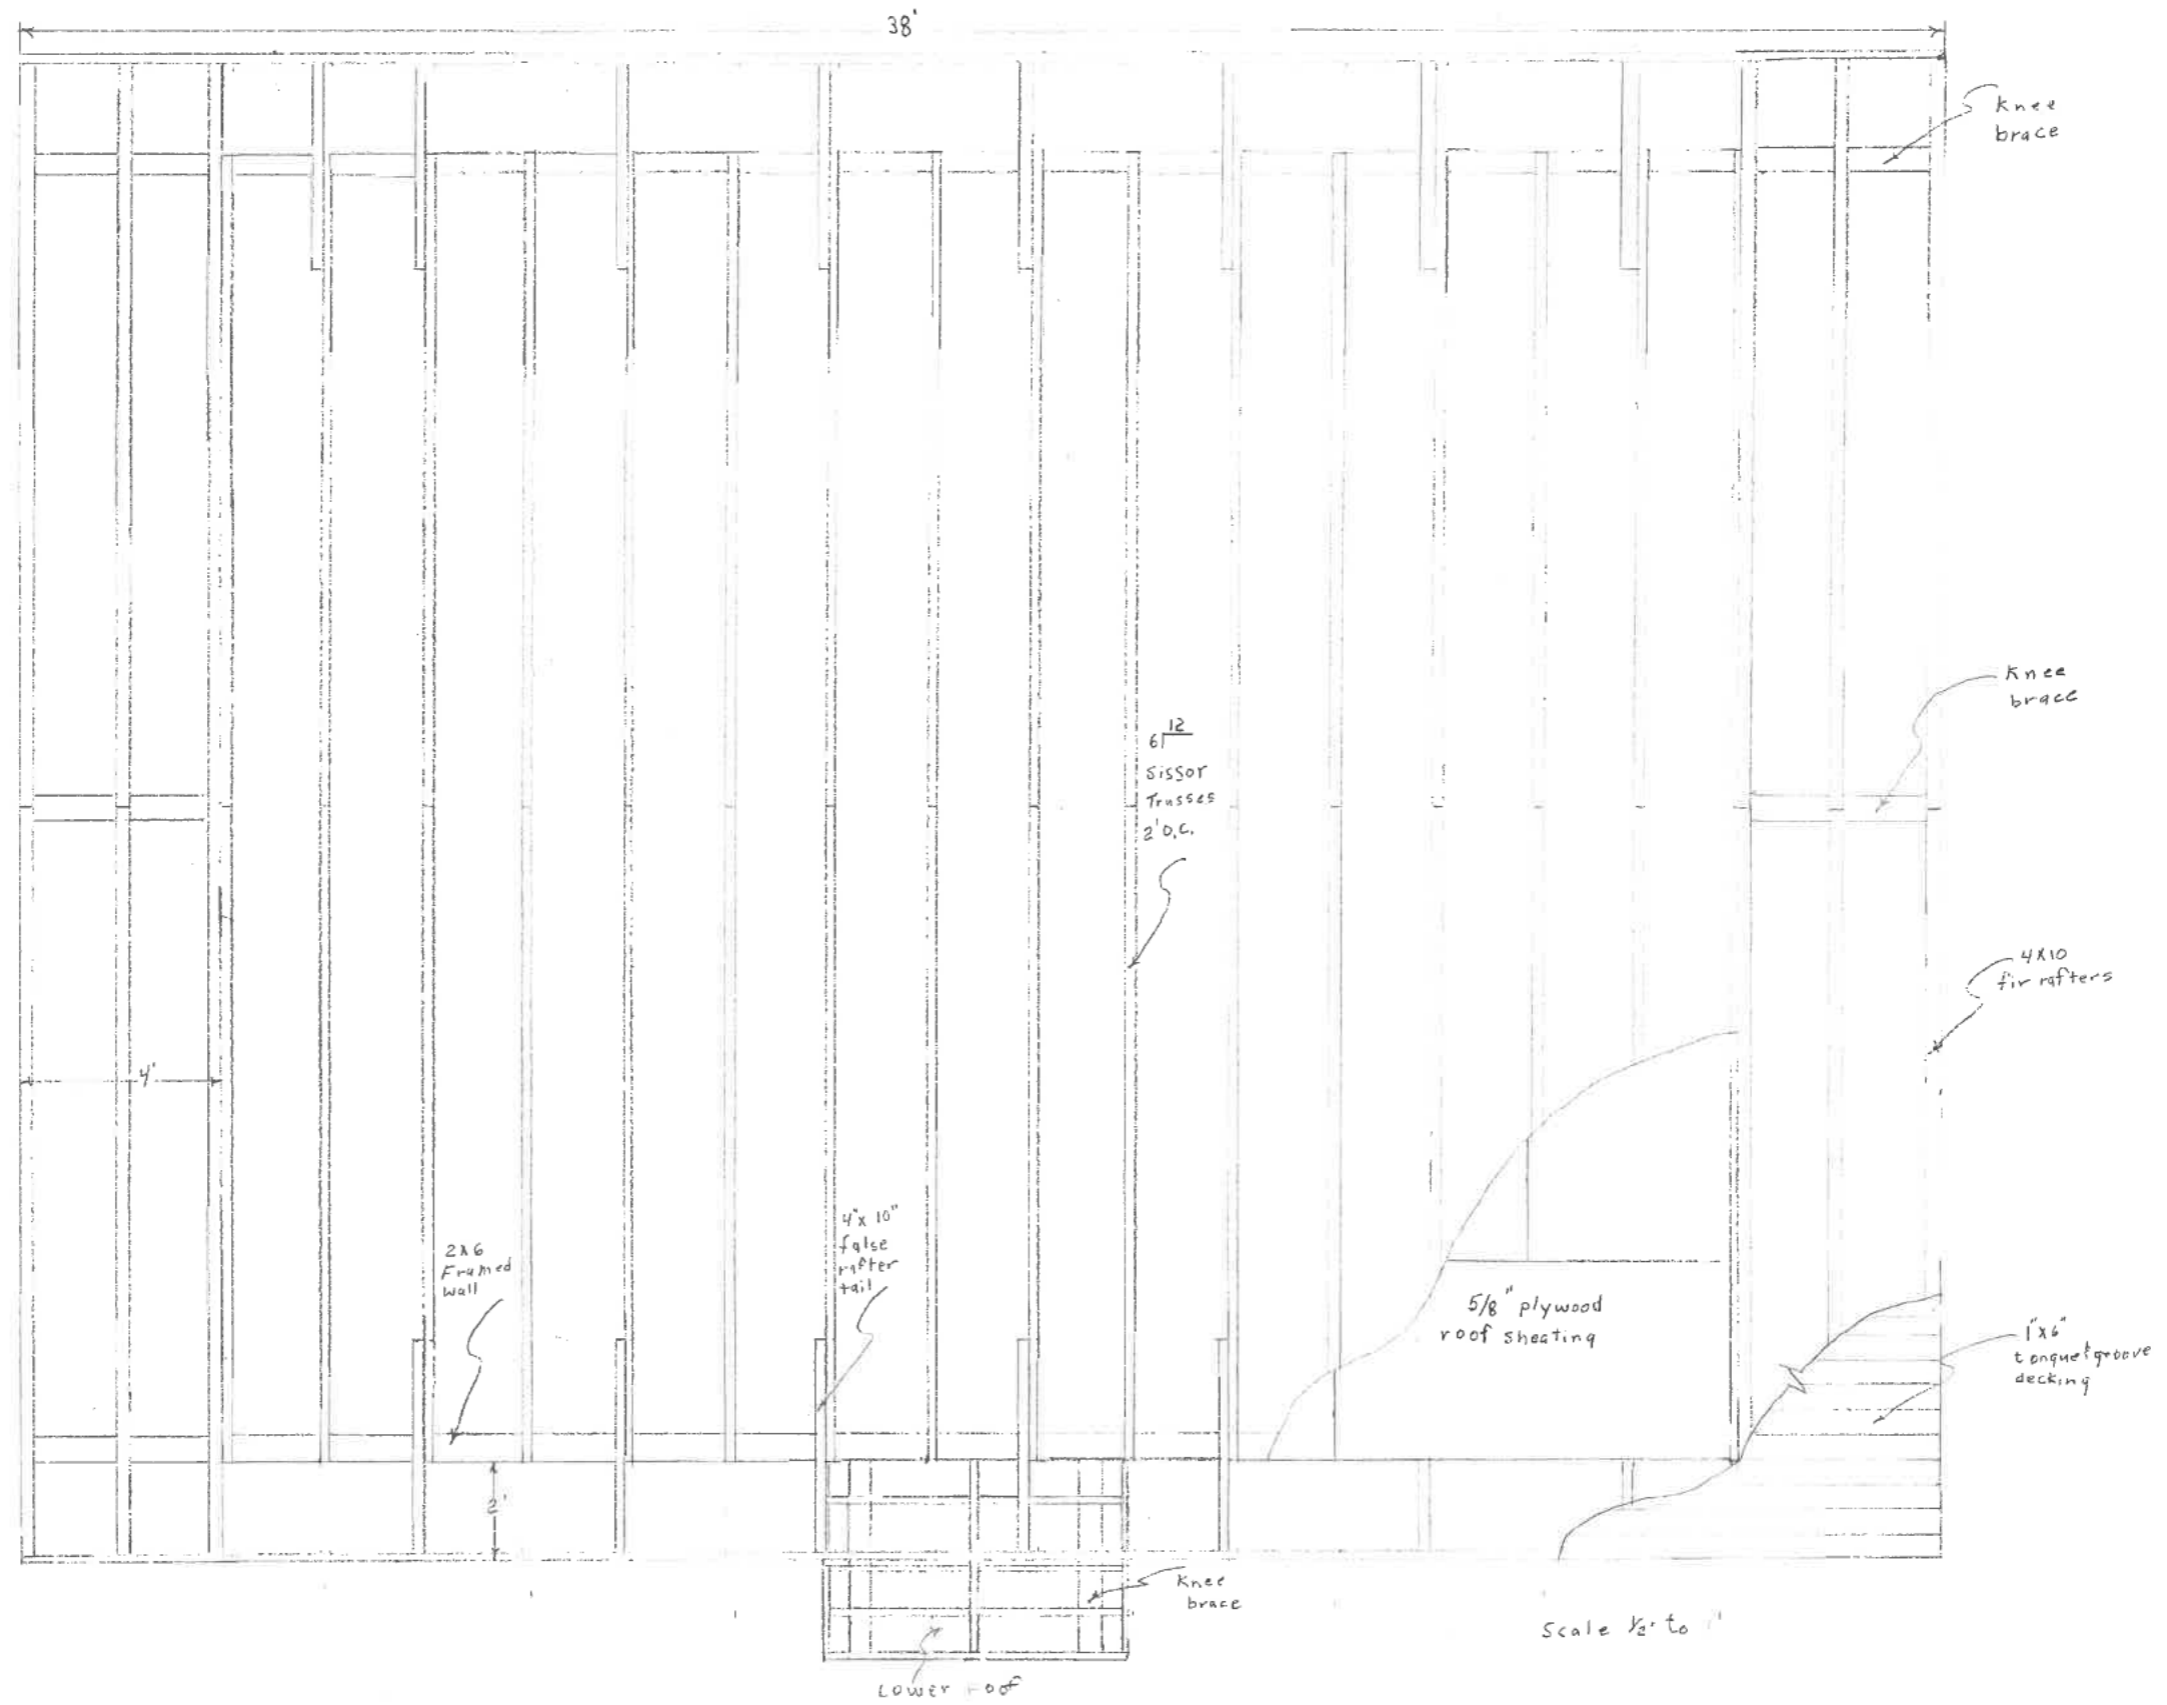 38'
Knee
brace
Knee
brace
6 12
Sissor
Trusses
2' O.C.
4X10
fir rafters
4'
4"x 10"
false
rafter
tail
2x6
Framed
wall
5/8" plywood
roof sheating
1"x6"
tongue & groove
decking
2'
Knee
brace
Scale 1/2" to 1'
Lower roof